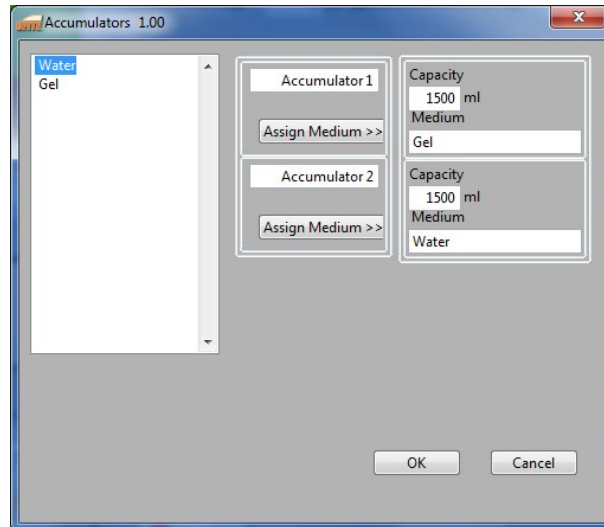 Accumulators 1.00
Water
Gel
Accumulator 1
Assign Medium >>
Capacity
1500 ml
Medium
Gel
Accumulator 2
Assign Medium >>
Capacity
1500 ml
Medium
Water
OK
Cancel